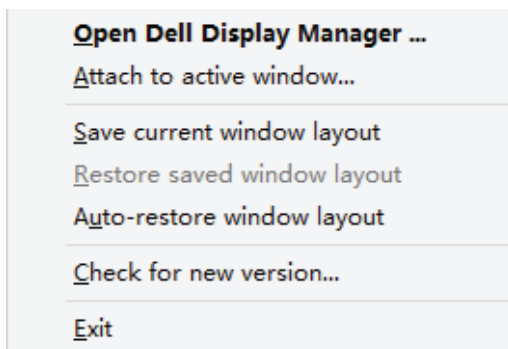 Open Dell Display Manager ...
Attach to active window...
Save current window layout
Restore saved window layout
Auto-restore window layout
Check for new version...
Exit